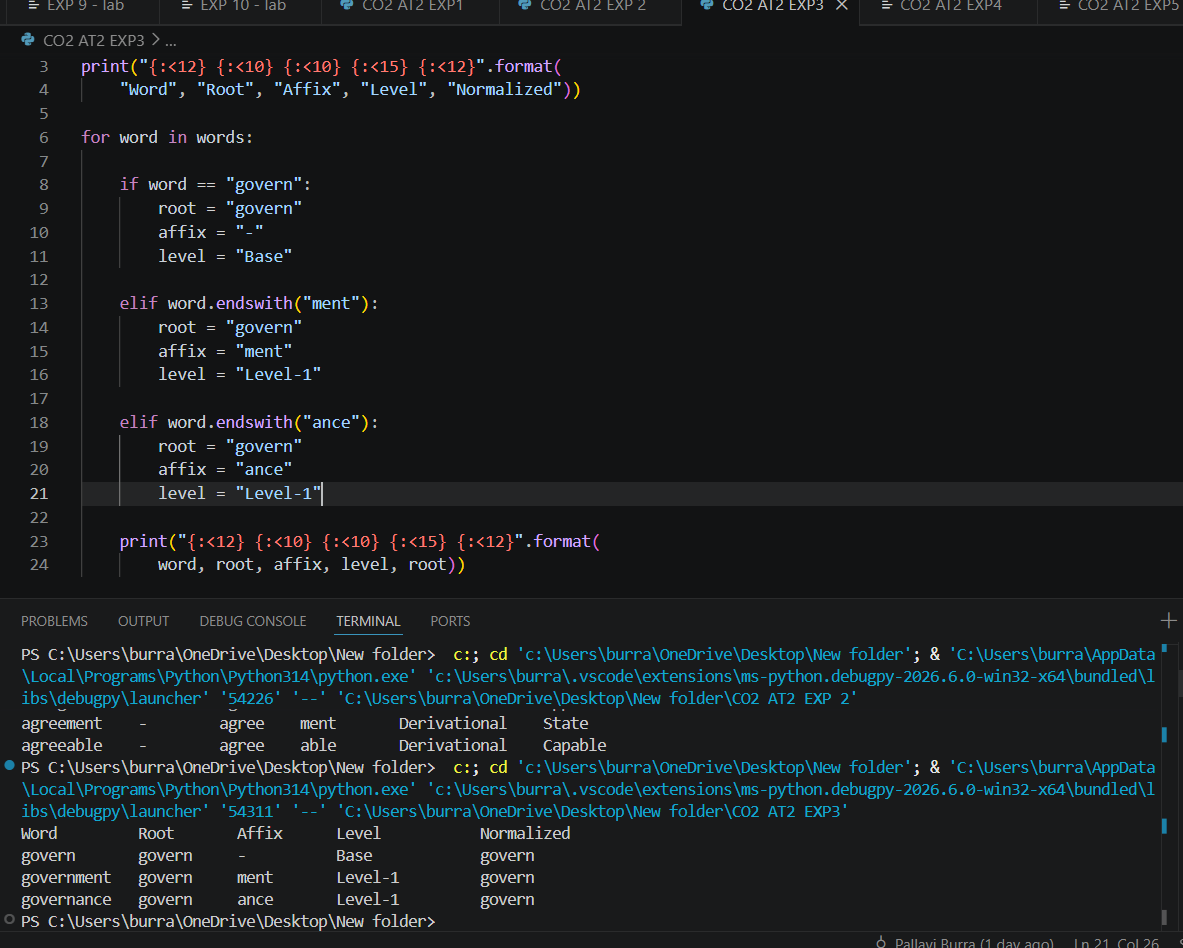 EXP 9 - lab
EXP 10 - lab
CO2 AT2 EXP1
CO2 AT2 EXP 2
CO2 AT2 EXP3
CO2 AT2 EXP4
CO2 AT2 EXP5
CO2 AT2 EXP3 > ...
3 print("{:<12} {:<10} {:<10} {:<15} {:<12}".format(
4 "Word", "Root", "Affix", "Level", "Normalized"))
5
6 for word in words:
7
8 if word == "govern":
9 root = "govern"
10 affix = "-"
11 level = "Base"
12
13 elif word.endswith("ment"):
14 root = "govern"
15 affix = "ment"
16 level = "Level-1"
17
18 elif word.endswith("ance"):
19 root = "govern"
20 affix = "ance"
21 level = "Level-1"
22
23 print("{:<12} {:<10} {:<10} {:<15} {:<12}".format(
24 word, root, affix, level, root))
PROBLEMS OUTPUT DEBUG CONSOLE TERMINAL PORTS
PS C:\Users\burra\OneDrive\Desktop\New folder> c:; cd 'c:\Users\burra\OneDrive\Desktop\New folder'; & 'C:\Users\burra\AppData
\Local\Programs\Python\Python314\python.exe' 'c:\Users\burra\.vscode\extensions\ms-python.debugpy-2026.6.0-win32-x64\bundled\l
ibs\debugpy\launcher' '54226' '--' 'C:\Users\burra\OneDrive\Desktop\New folder\CO2 AT2 EXP 2'
agreement - agree ment Derivational State
agreeable - agree able Derivational Capable
PS C:\Users\burra\OneDrive\Desktop\New folder> c:; cd 'c:\Users\burra\OneDrive\Desktop\New folder'; & 'C:\Users\burra\AppData
\Local\Programs\Python\Python314\python.exe' 'c:\Users\burra\.vscode\extensions\ms-python.debugpy-2026.6.0-win32-x64\bundled\l
ibs\debugpy\launcher' '54311' '--' 'C:\Users\burra\OneDrive\Desktop\New folder\CO2 AT2 EXP3'
Word Root Affix Level Normalized
govern govern - Base govern
government govern ment Level-1 govern
governance govern ance Level-1 govern
PS C:\Users\burra\OneDrive\Desktop\New folder>
Pallavi Burra (1 day ago) Ln 21, Col 26